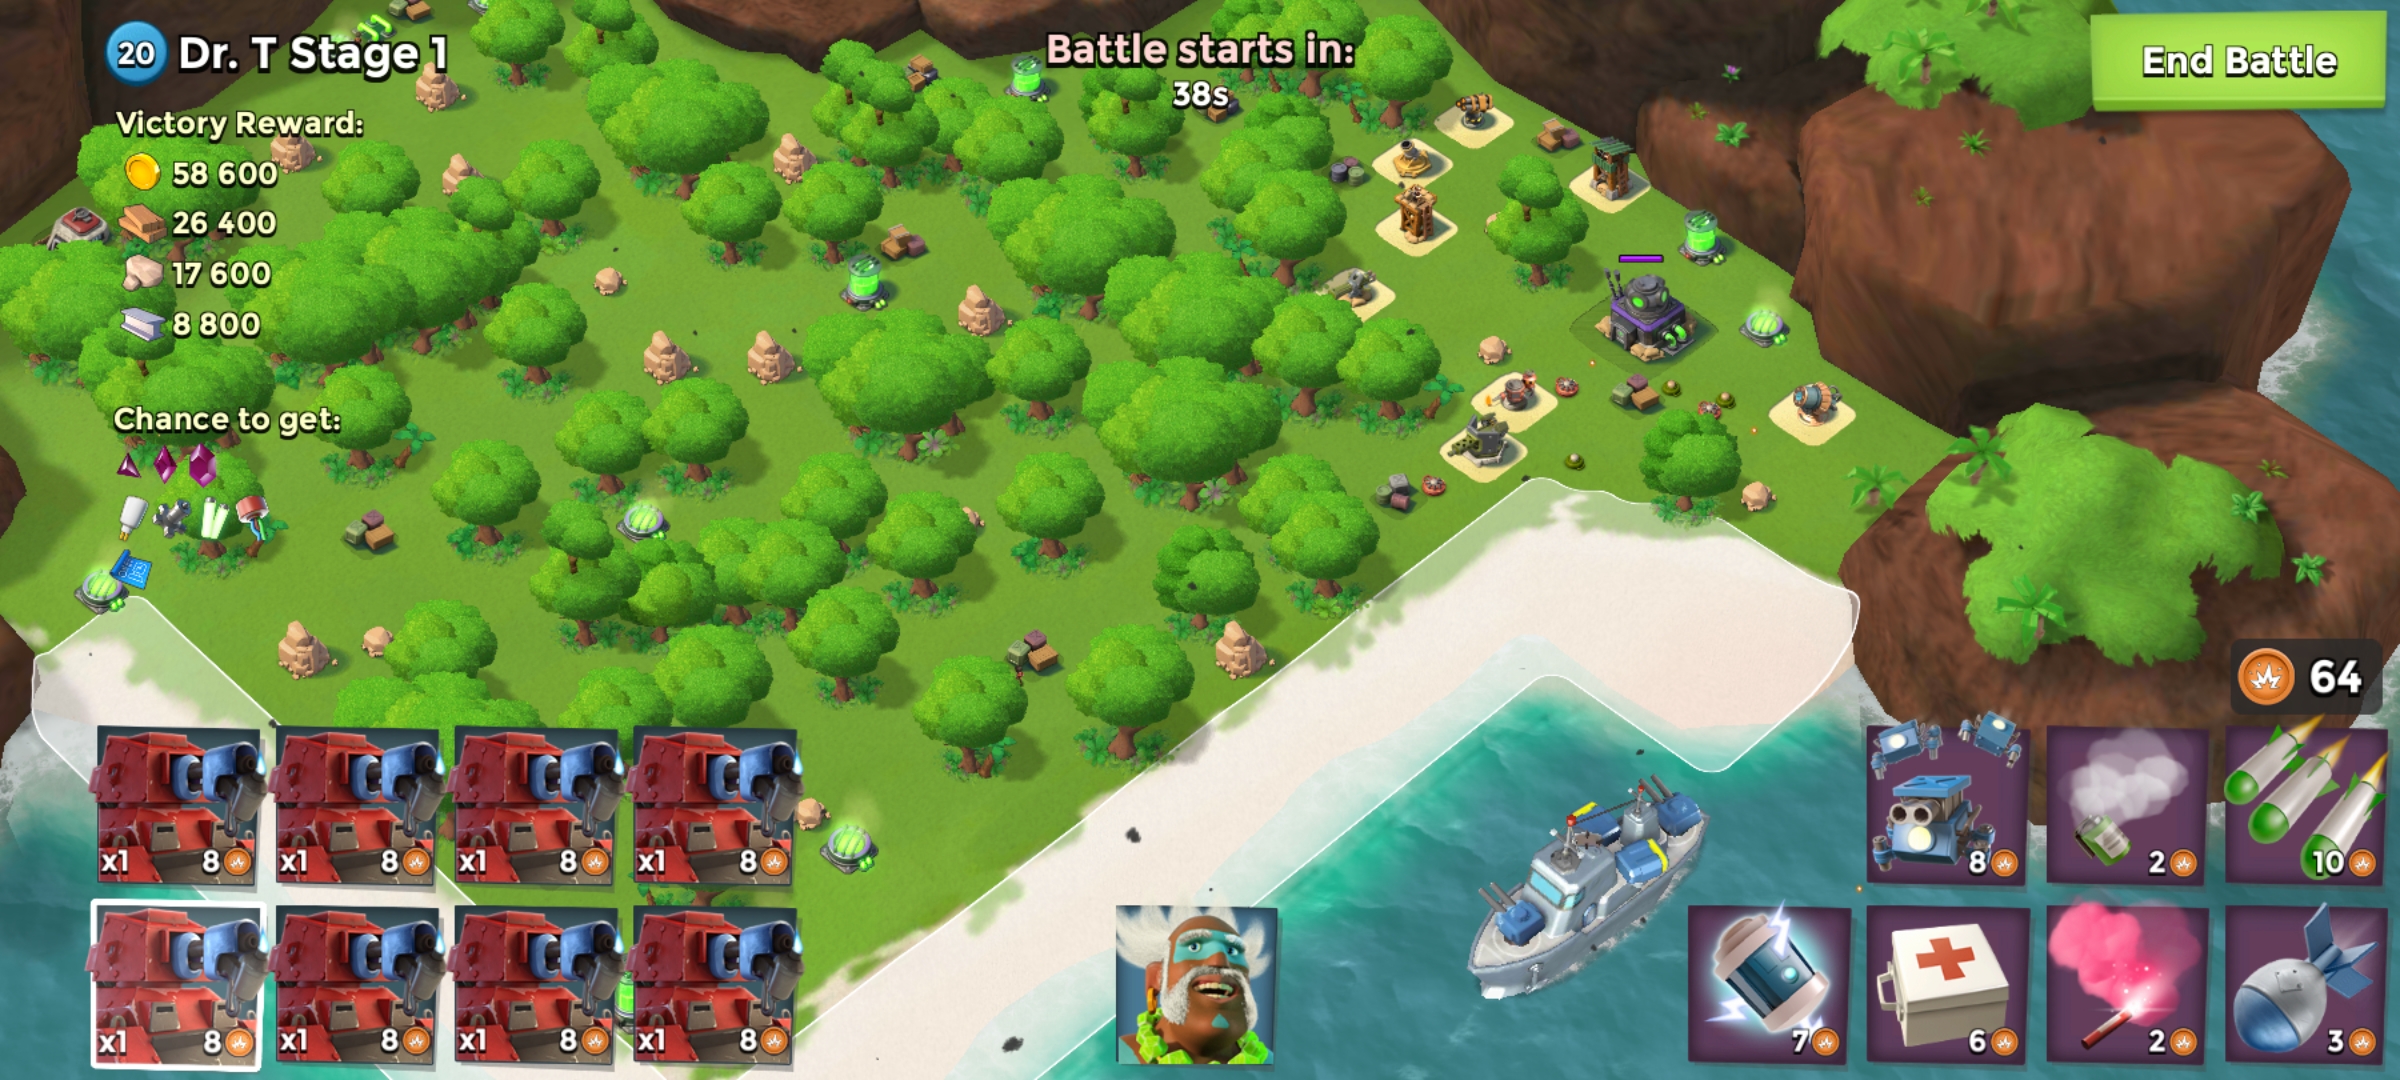 20 Dr. T Stage 1
Battle starts in:
38s
End Battle
Victory Reward:
58 600
26 400
17 600
8 800
Chance to get:
64
x1 8
x1 8
x1 8
x1 8
8
2
10
x1 8
x1 8
x1 8
x1 8
7
6
2
3